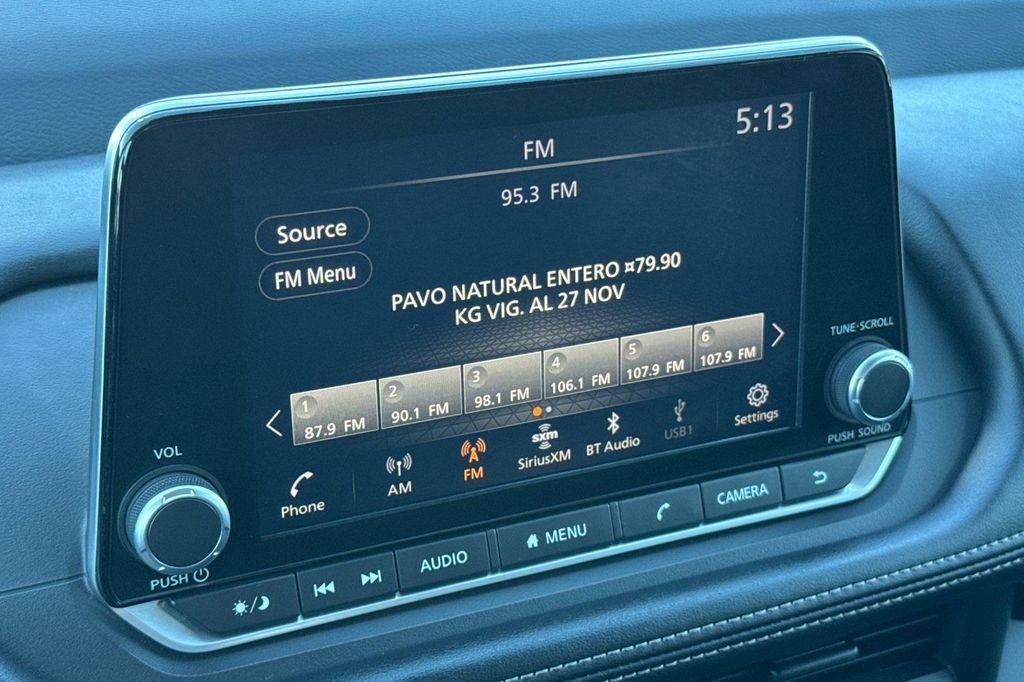 5:13
FM
95.3 FM
Source
FM Menu
PAVO NATURAL ENTERO ¤79.90
KG VIG. AL 27 NOV
1 87.9 FM
2 90.1 FM
3 98.1 FM
4 106.1 FM
5 107.9 FM
6 107.9 FM
Phone
AM
FM
sxm
SiriusXM
BT Audio
USB1
Settings
VOL
PUSH
TUNE·SCROLL
PUSH SOUND
AUDIO
MENU
CAMERA